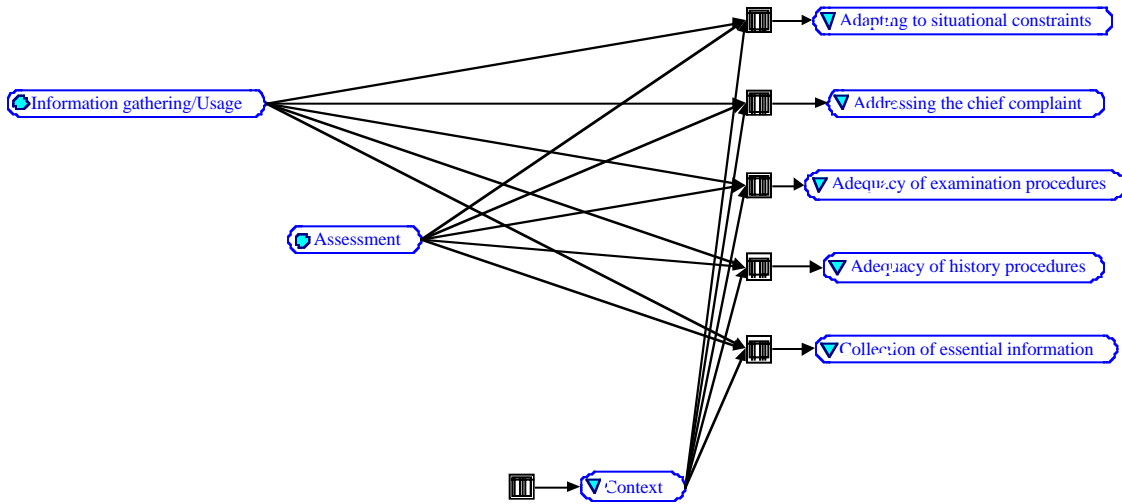 Adapting to situational constraints
Information gathering/Usage
Addressing the chief complaint
Adequacy of examination procedures
Assessment
Adequacy of history procedures
Collection of essential information
Context